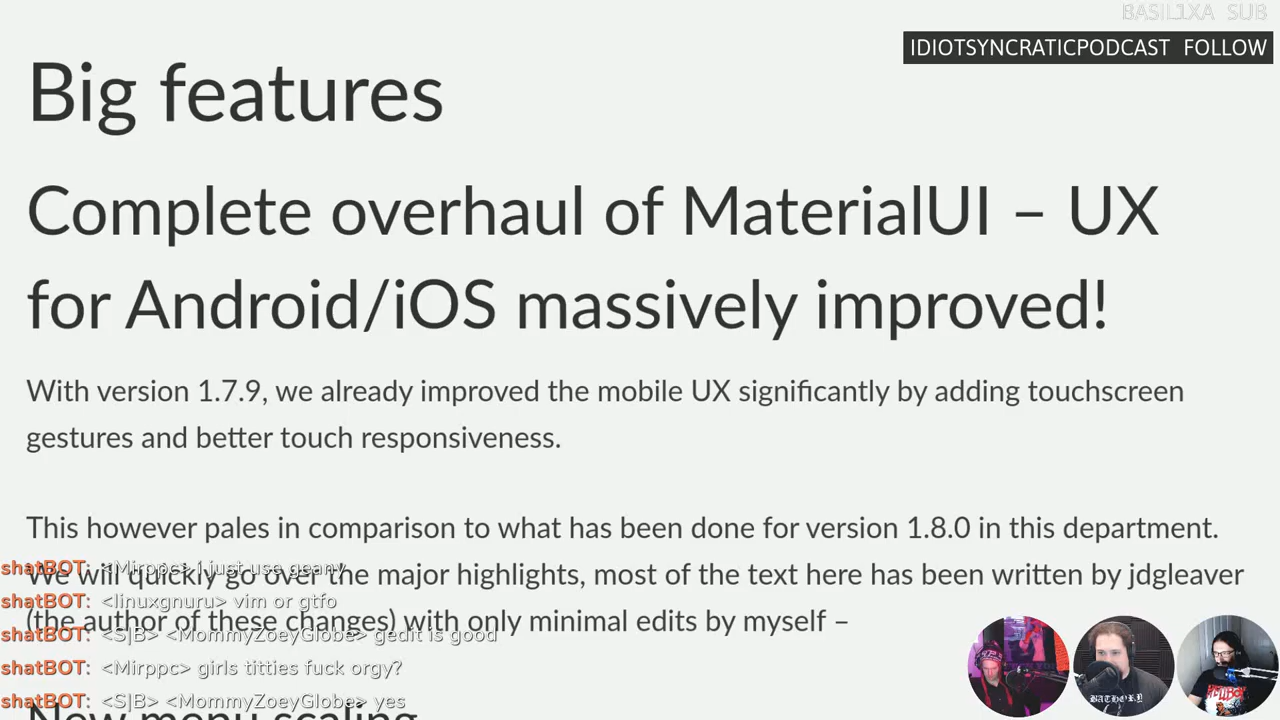 BASIL1XA SUB
IDIOTSYNCRATICPODCAST FOLLOW
Big features
Complete overhaul of MaterialUI – UX
for Android/iOS massively improved!
With version 1.7.9, we already improved the mobile UX significantly by adding touchscreen
gestures and better touch responsiveness.
This however pales in comparison to what has been done for version 1.8.0 in this department.
We will quickly go over the major highlights, most of the text here has been written by jdgleaver
(the author of these changes) with only minimal edits by myself –
New menu scaling
shatBOT: <Mirppc> I just use geany
shatBOT: <linuxgnuru> vim or gtfo
shatBOT: <S|B> <MommyZoeyGlobe> gedit is good
shatBOT: <Mirppc> girls titties fuck orgy?
shatBOT: <S|B> <MommyZoeyGlobe> yes
BATHORY